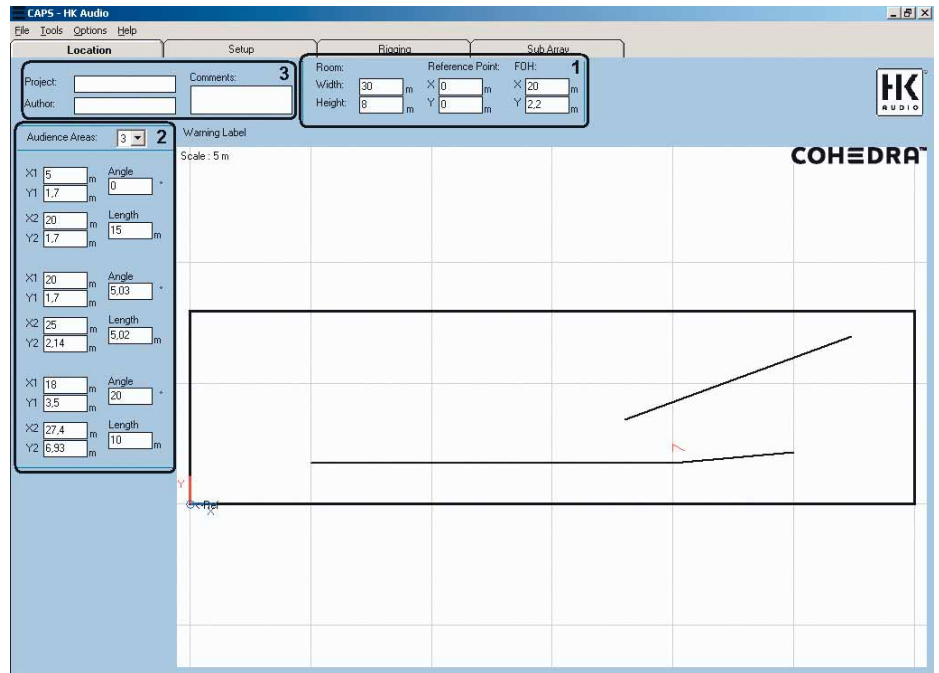 CAPS - HK Audio
File Tools Options Help
Location Setup Rigging Sub Array
Project:
Author:
Comments:
3
Room: Reference Point: FOH: 1
Width: 30 m X 0 m X 20 m
Height: 8 m Y 0 m Y 2,2 m
HK
AUDIO
Audience Areas: 3 2
X1 5 m Angle
Y1 1,7 m 0 °
X2 20 m Length
Y2 1,7 m 15 m
X1 20 m Angle
Y1 1,7 m 5,03 °
X2 25 m Length
Y2 2,14 m 5,02 m
X1 18 m Angle
Y1 3,5 m 20 °
X2 27,4 m Length
Y2 6,93 m 10 m
Warning Label
Scale : 5 m
COHEDRA™
Y
Ref
X